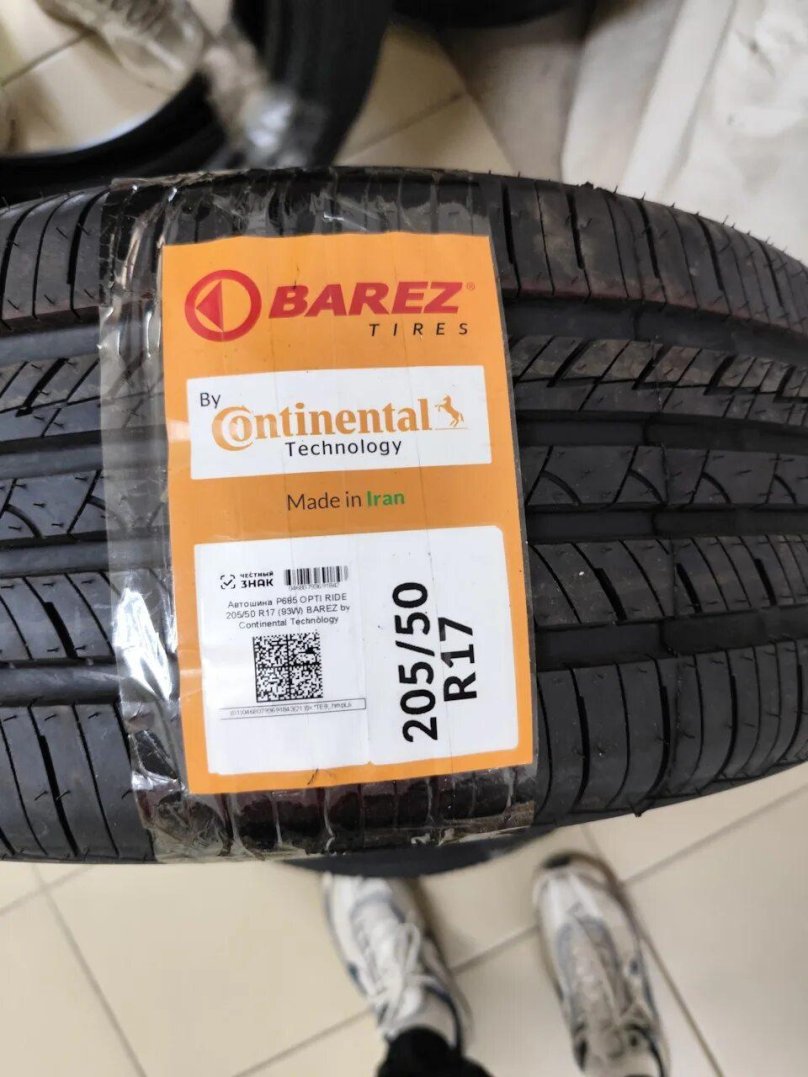 BAREZ®
TIRES
By
Continental
Technology
Made in Iran
ЧЕСТНЫЙ
ЗНАК
Автошина P685 OPTI RIDE
205/50 R17 (93W) BAREZ by
Continental Technology
205/50
R17